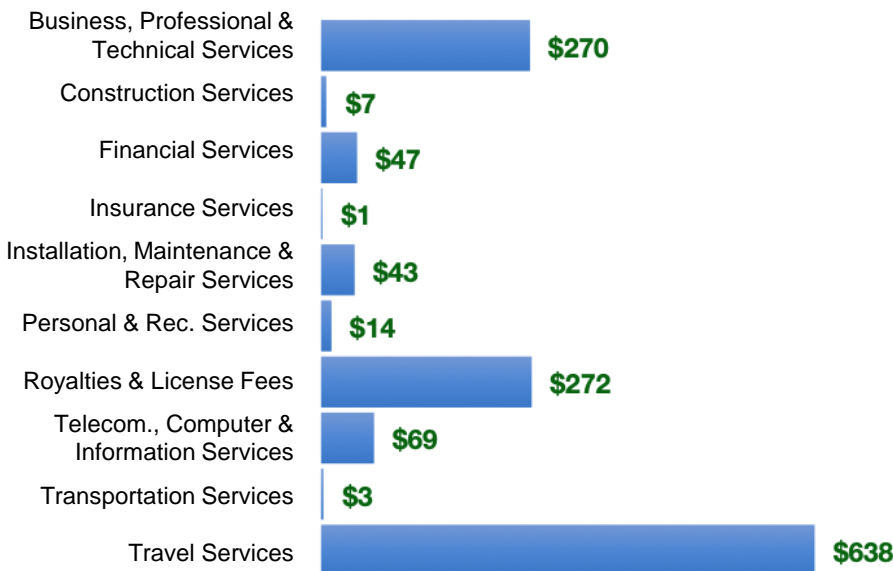 Business, Professional &
Technical Services
$270
Construction Services
$7
Financial Services
$47
Insurance Services
$1
Installation, Maintenance &
Repair Services
$43
Personal & Rec. Services
$14
Royalties & License Fees
$272
Telecom., Computer &
Information Services
$69
Transportation Services
$3
Travel Services
$638